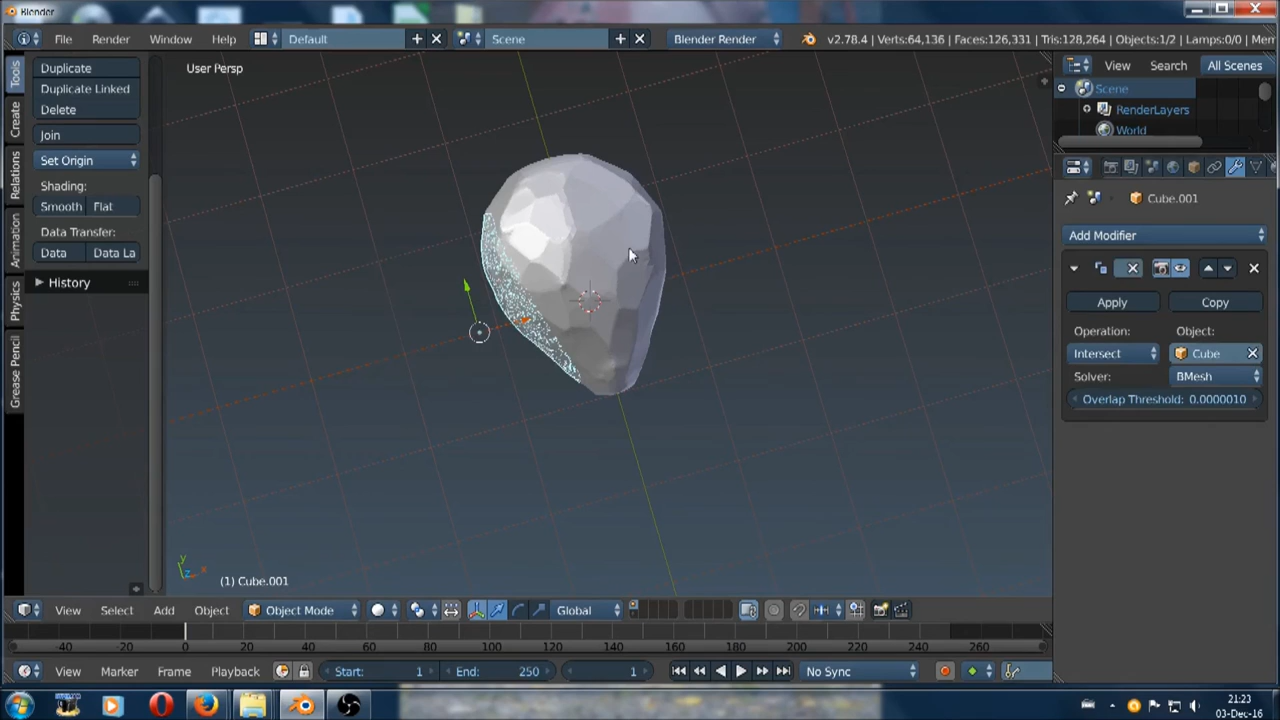 Blender
File Render Window Help Default Scene Blender Render v2.78.4 | Verts:64,136 | Faces:126,331 | Tris:128,264 | Objects:1/2 | Lamps:0/0 | Mem
Tools
Create
Relations
Animation
Physics
Grease Pencil
Duplicate
Duplicate Linked
Delete
Join
Set Origin
Shading:
Smooth Flat
Data Transfer:
Data Data La
History
User Persp
y
z x
(1) Cube.001
View Search All Scenes
Scene
RenderLayers
World
Cube.001
Add Modifier
Apply Copy
Operation: Object:
Intersect Cube
Solver: BMesh
Overlap Threshold: 0.0000010
View Select Add Object Object Mode Global
-40 -20 0 20 40 60 80 100 120 140 160 180 200 220 240 260
View Marker Frame Playback Start: 1 End: 250 1 No Sync
21:23
03-Dec-16